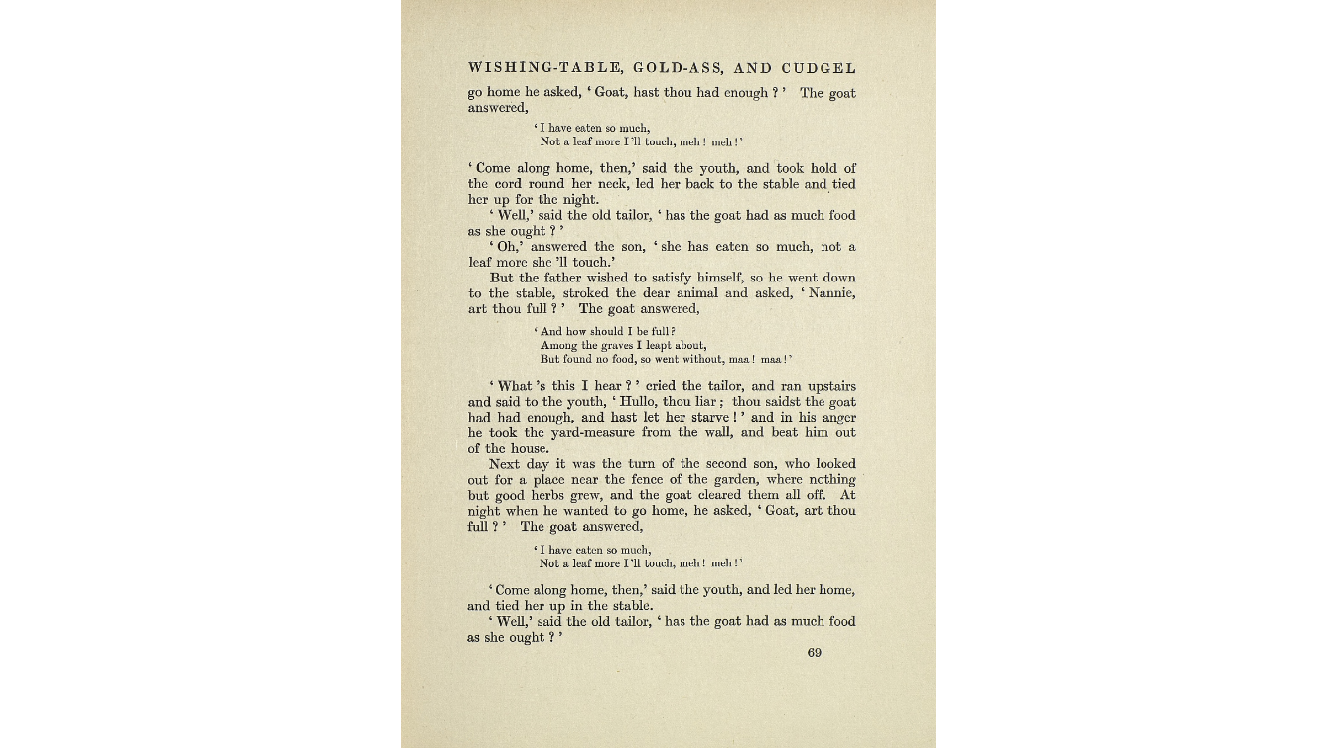 WISHING-TABLE, GOLD-ASS, AND CUDGEL
go home he asked, ‘ Goat, hast thou had enough ? ’ The goat
answered,
‘ I have eaten so much,
Not a leaf more I ’ll touch, meh ! meh ! ’
‘ Come along home, then,’ said the youth, and took hold of
the cord round her neck, led her back to the stable and tied
her up for the night.
‘ Well,’ said the old tailor, ‘ has the goat had as much food
as she ought ? ’
‘ Oh,’ answered the son, ‘ she has eaten so much, not a
leaf more she ’ll touch.’
But the father wished to satisfy himself, so he went down
to the stable, stroked the dear animal and asked, ‘ Nannie,
art thou full ? ’ The goat answered,
‘ And how should I be full ?
Among the graves I leapt about,
But found no food, so went without, maa ! maa ! ’
‘ What ’s this I hear ? ’ cried the tailor, and ran upstairs
and said to the youth, ‘ Hullo, thou liar ; thou saidst the goat
had had enough, and hast let her starve ! ’ and in his anger
he took the yard-measure from the wall, and beat him out
of the house.
Next day it was the turn of the second son, who looked
out for a place near the fence of the garden, where nothing
but good herbs grew, and the goat cleared them all off. At
night when he wanted to go home, he asked, ‘ Goat, art thou
full ? ’ The goat answered,
‘ I have eaten so much,
Not a leaf more I ’ll touch, meh ! meh ! ’
‘ Come along home, then,’ said the youth, and led her home,
and tied her up in the stable.
‘ Well,’ said the old tailor, ‘ has the goat had as much food
as she ought ? ’
69